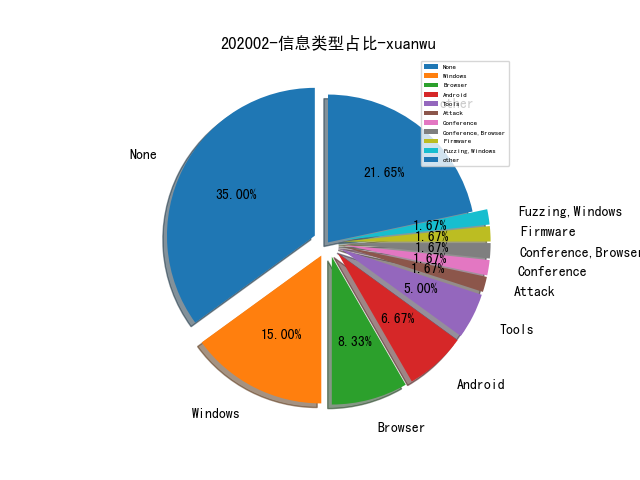 202002-信息类型占比-xuanwu
None
Windows
Browser
Android
Tools
Attack
Conference
Conference,Browser
Firmware
Fuzzing,Windows
other
other
None
35.00%
21.65%
Fuzzing,Windows
1.67%
Firmware
1.67%
Conference,Browser
1.67%
Conference
1.67%
Attack
1.67%
Tools
5.00%
Android
6.67%
Browser
8.33%
Windows
15.00%